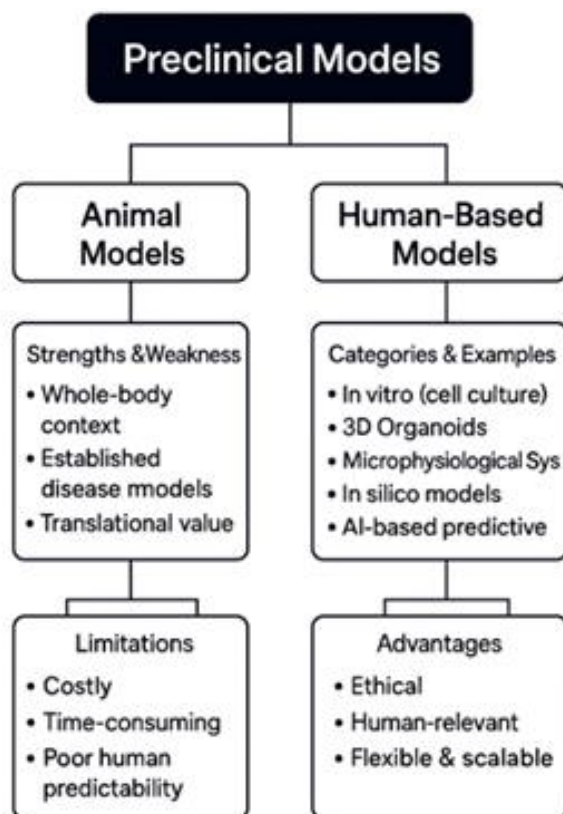 Preclinical Models
Animal
Models
Strengths &Weakness
• Whole-body
context
• Established
disease rmodels
• Translational value
Limitations
• Costly
• Time-consuming
• Poor human
predictability
Human-Based
Models
Categories & Examples
• In vitro (cell culture)
• 3D Organoids
• Microphysiological Sys
• In silico models
• AI-based predictive
Advantages
• Ethical
• Human-relevant
• Flexible & scalable